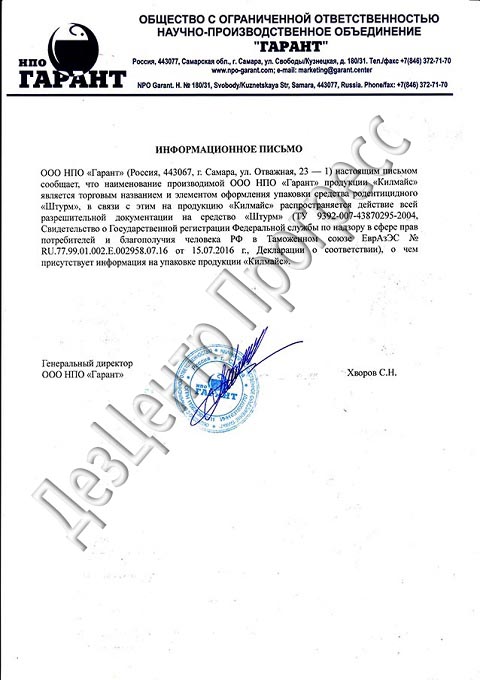 НПО
ГАРАНТ
ОБЩЕСТВО С ОГРАНИЧЕННОЙ ОТВЕТСТВЕННОСТЬЮ
НАУЧНО-ПРОИЗВОДСТВЕННОЕ ОБЪЕДИНЕНИЕ
"ГАРАНТ"
Россия, 443077, Самарская обл., г. Самара, ул. Свободы/Кузнецкая, д. 180/31. Тел./факс +7(846) 372-71-70
www.npo-garant.com; e-mail: marketing@garant.center
NPO Garant. H. № 180/31, Svobody/Kuznetskaya Str, Samara, 443077, Russia. Phone/fax: +7(846) 372-71-70
ИНФОРМАЦИОННОЕ ПИСЬМО
ООО НПО «Гарант» (Россия, 443067, г. Самара, ул. Отважная, 23 — 1) настоящим письмом
сообщает, что наименование производимой ООО НПО «Гарант» продукции «Килмайс»
является торговым названием и элементом оформления упаковки средства родентицидного
«Штурм», в связи с этим на продукцию «Килмайс» распространяется действие всей
разрешительной документации на средство «Штурм» (ТУ 9392-007-43870295-2004,
Свидетельство о Государственной регистрации Федеральной службы по надзору в сфере прав
потребителей и благополучия человека РФ в Таможенном союзе ЕврАзЭС №
RU.77.99.01.002.E.002958.07.16 от 15.07.2016 г., Декларации о соответствии), о чем
присутствует информация на упаковке продукции «Килмайс».
Генеральный директор
ООО НПО «Гарант»
Хворов С.Н.
НПО
ГАРАНТ
ДезЦентр Прогресс